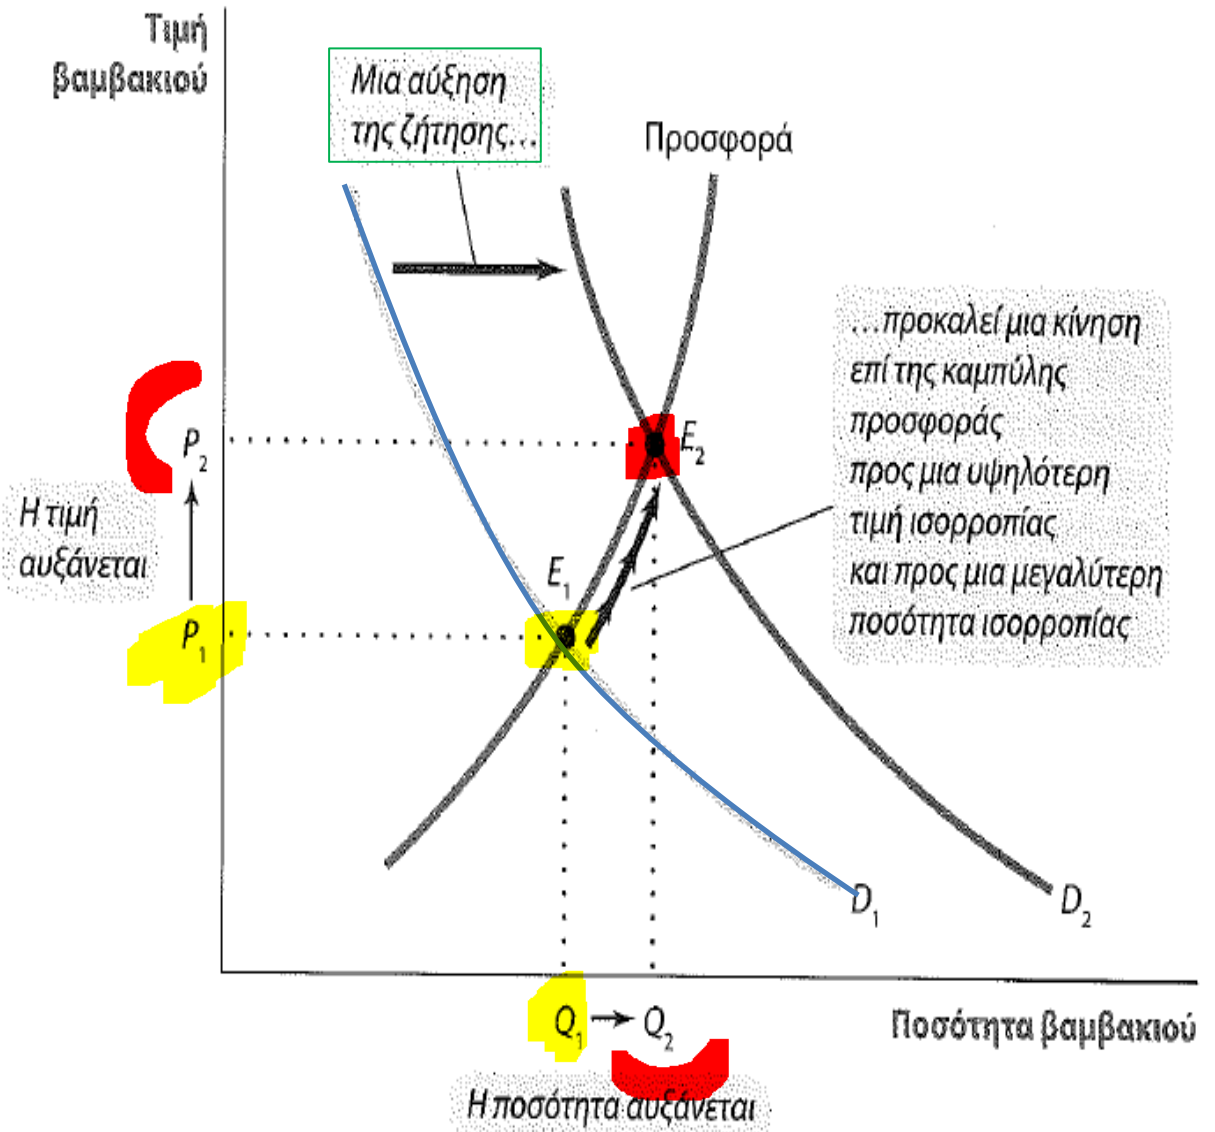 Τιμή
βαμβακιού
Μια αύξηση
της ζήτησης…
Προσφορά
…προκαλεί μια κίνηση
επί της καμπύλης
προσφοράς
προς μια υψηλότερη
τιμή ισορροπίας
και προς μια μεγαλύτερη
ποσότητα ισορροπίας
P₂
E₂
Η τιμή
αυξάνεται
E₁
P₁
D₁
D₂
Q₁
Q₂
Ποσότητα βαμβακιού
Η ποσότητα αυξάνεται